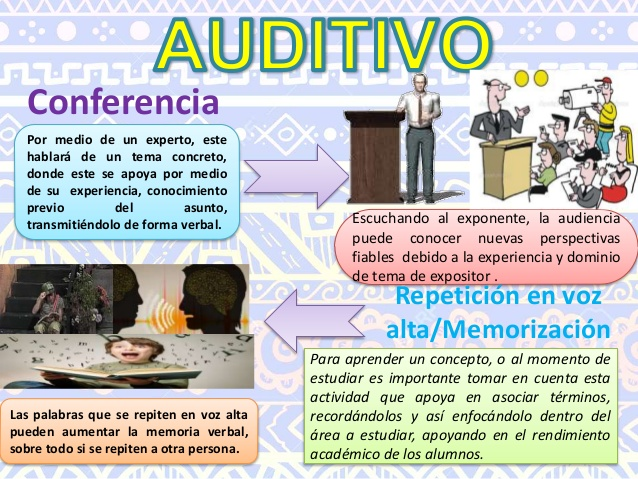 AUDITIVO
Conferencia
Por medio de un experto, este
hablará de un tema concreto,
donde este se apoya por medio
de su experiencia, conocimiento
previo del asunto,
transmitiéndolo de forma verbal.
Escuchando al exponente, la audiencia
puede conocer nuevas perspectivas
fiables debido a la experiencia y dominio
de tema de expositor .
Repetición en voz
alta/Memorización
Para aprender un concepto, o al momento de
estudiar es importante tomar en cuenta esta
actividad que apoya en asociar términos,
recordándolos y así enfocándolo dentro del
área a estudiar, apoyando en el rendimiento
académico de los alumnos.
Las palabras que se repiten en voz alta
pueden aumentar la memoria verbal,
sobre todo si se repiten a otra persona.